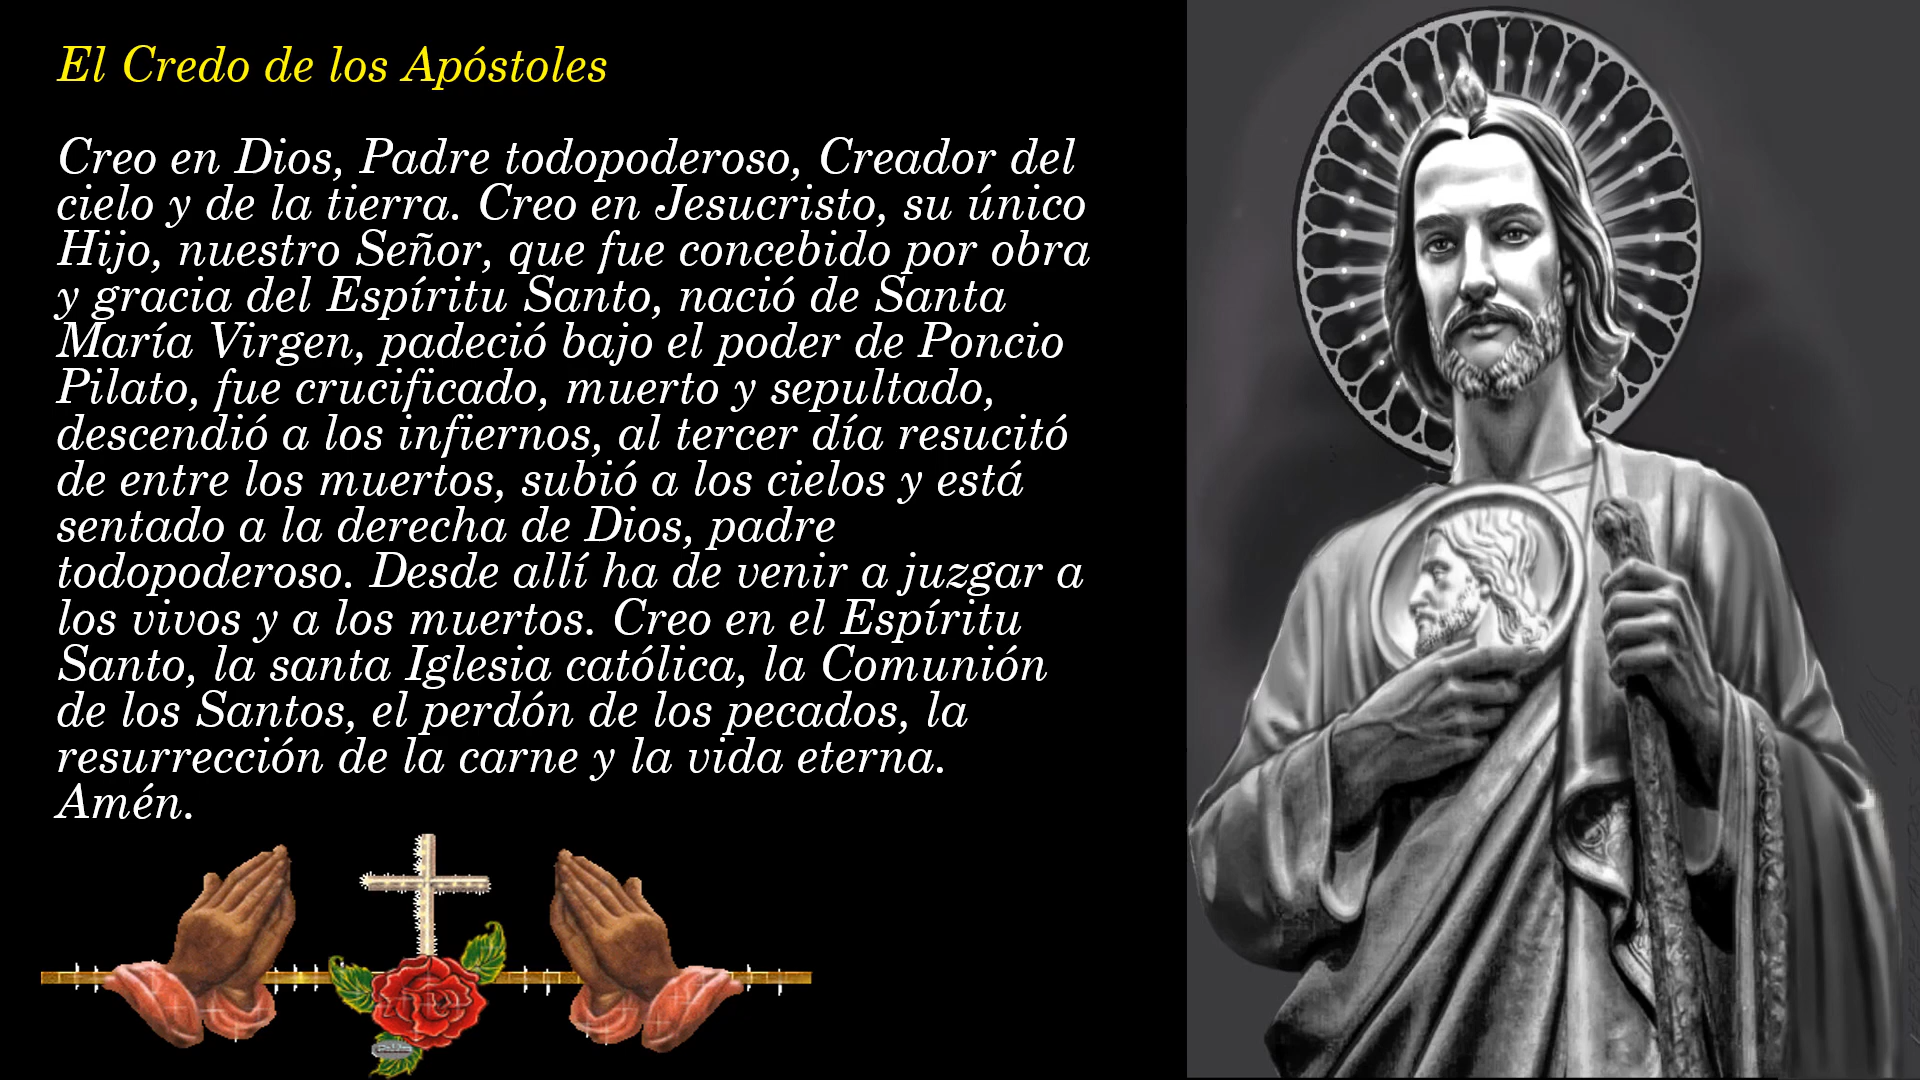 El Credo de los Apóstoles
Creo en Dios, Padre todopoderoso, Creador del
cielo y de la tierra. Creo en Jesucristo, su único
Hijo, nuestro Señor, que fue concebido por obra
y gracia del Espíritu Santo, nació de Santa
María Virgen, padeció bajo el poder de Poncio
Pilato, fue crucificado, muerto y sepultado,
descendió a los infiernos, al tercer día resucitó
de entre los muertos, subió a los cielos y está
sentado a la derecha de Dios, padre
todopoderoso. Desde allí ha de venir a juzgar a
los vivos y a los muertos. Creo en el Espíritu
Santo, la santa Iglesia católica, la Comunión
de los Santos, el perdón de los pecados, la
resurrección de la carne y la vida eterna.
Amén.